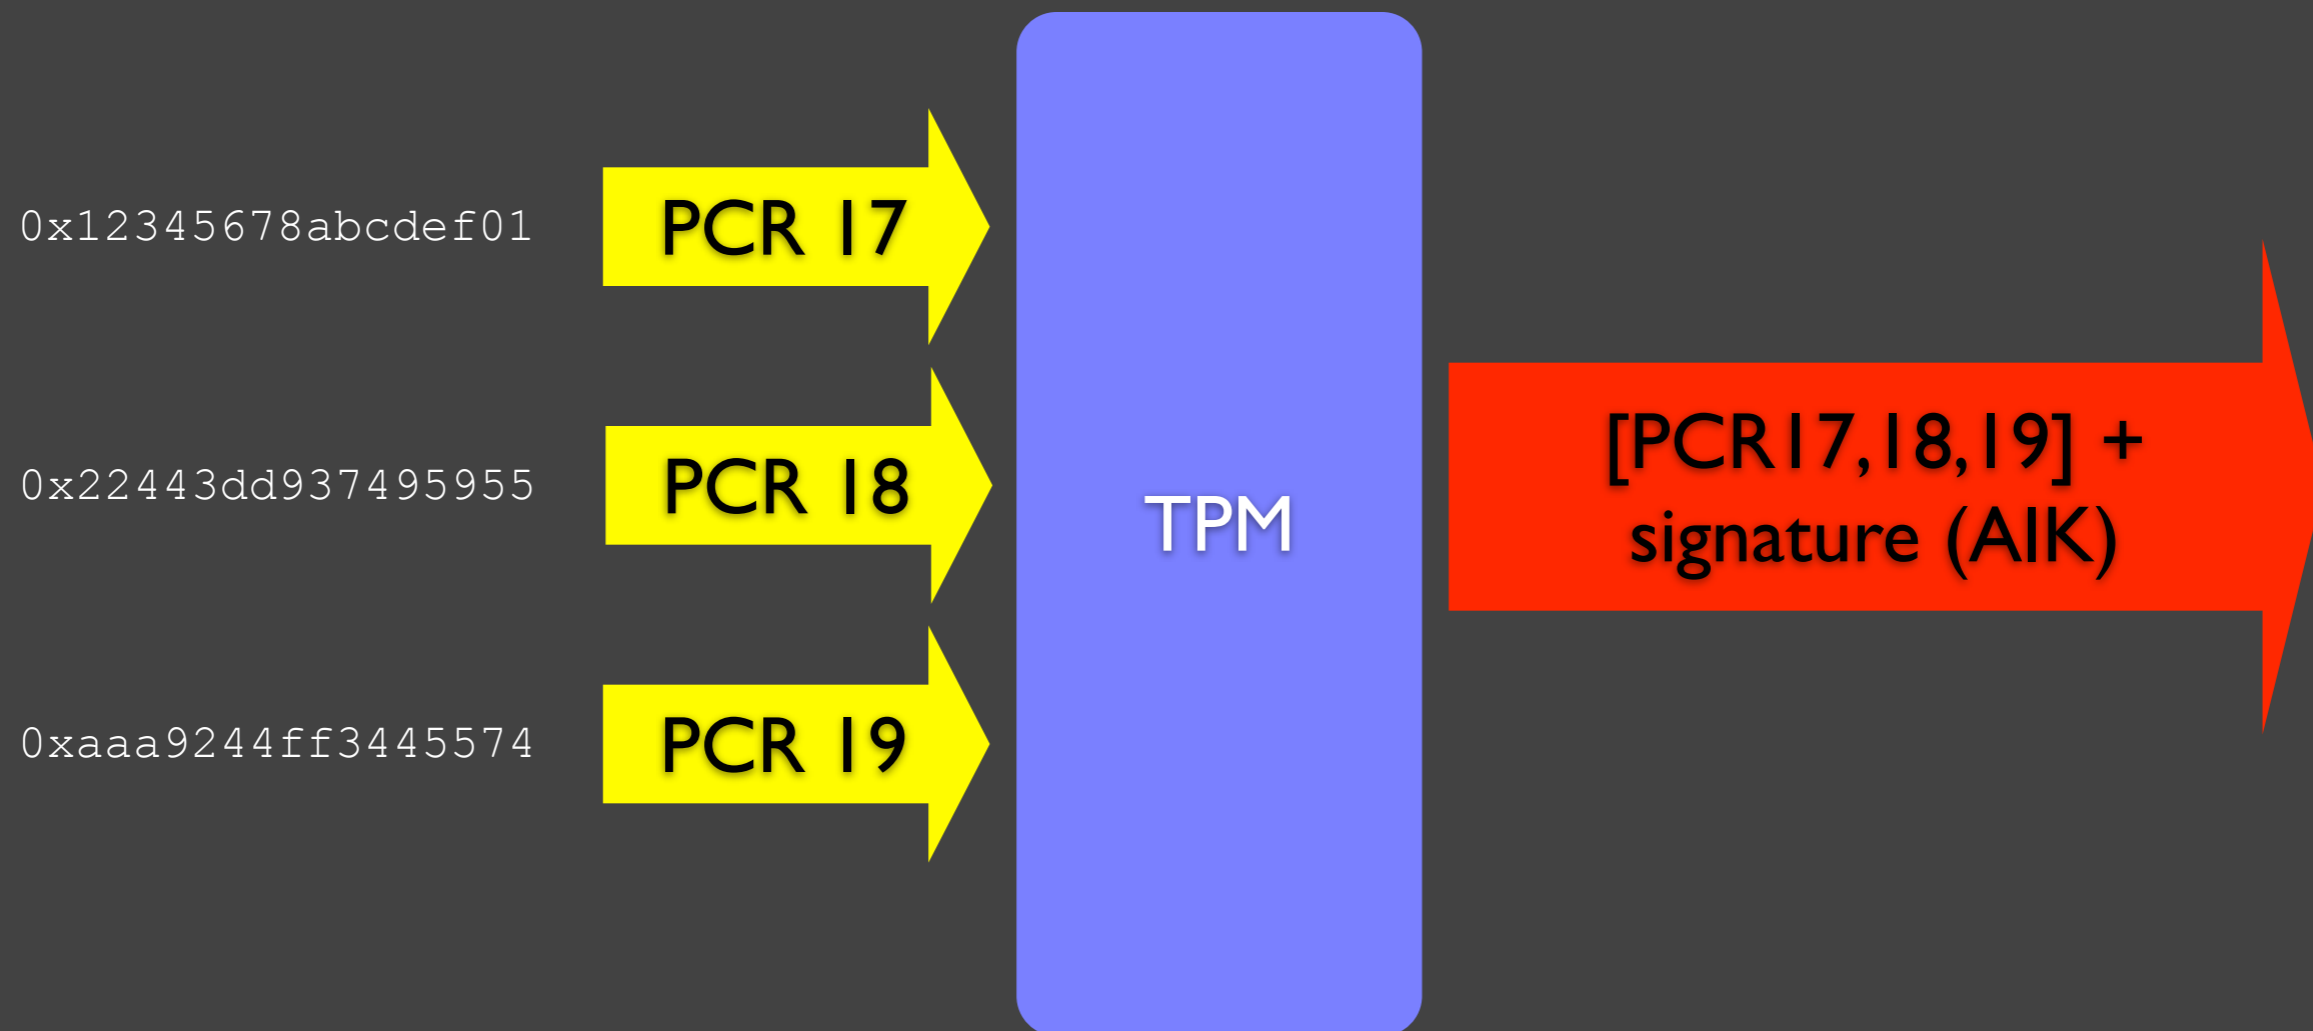 0x12345678abcdef01
PCR 17
0x22443dd937495955
PCR 18
TPM
[PCR17,18,19] +
signature (AIK)
0xaaa9244ff3445574
PCR 19